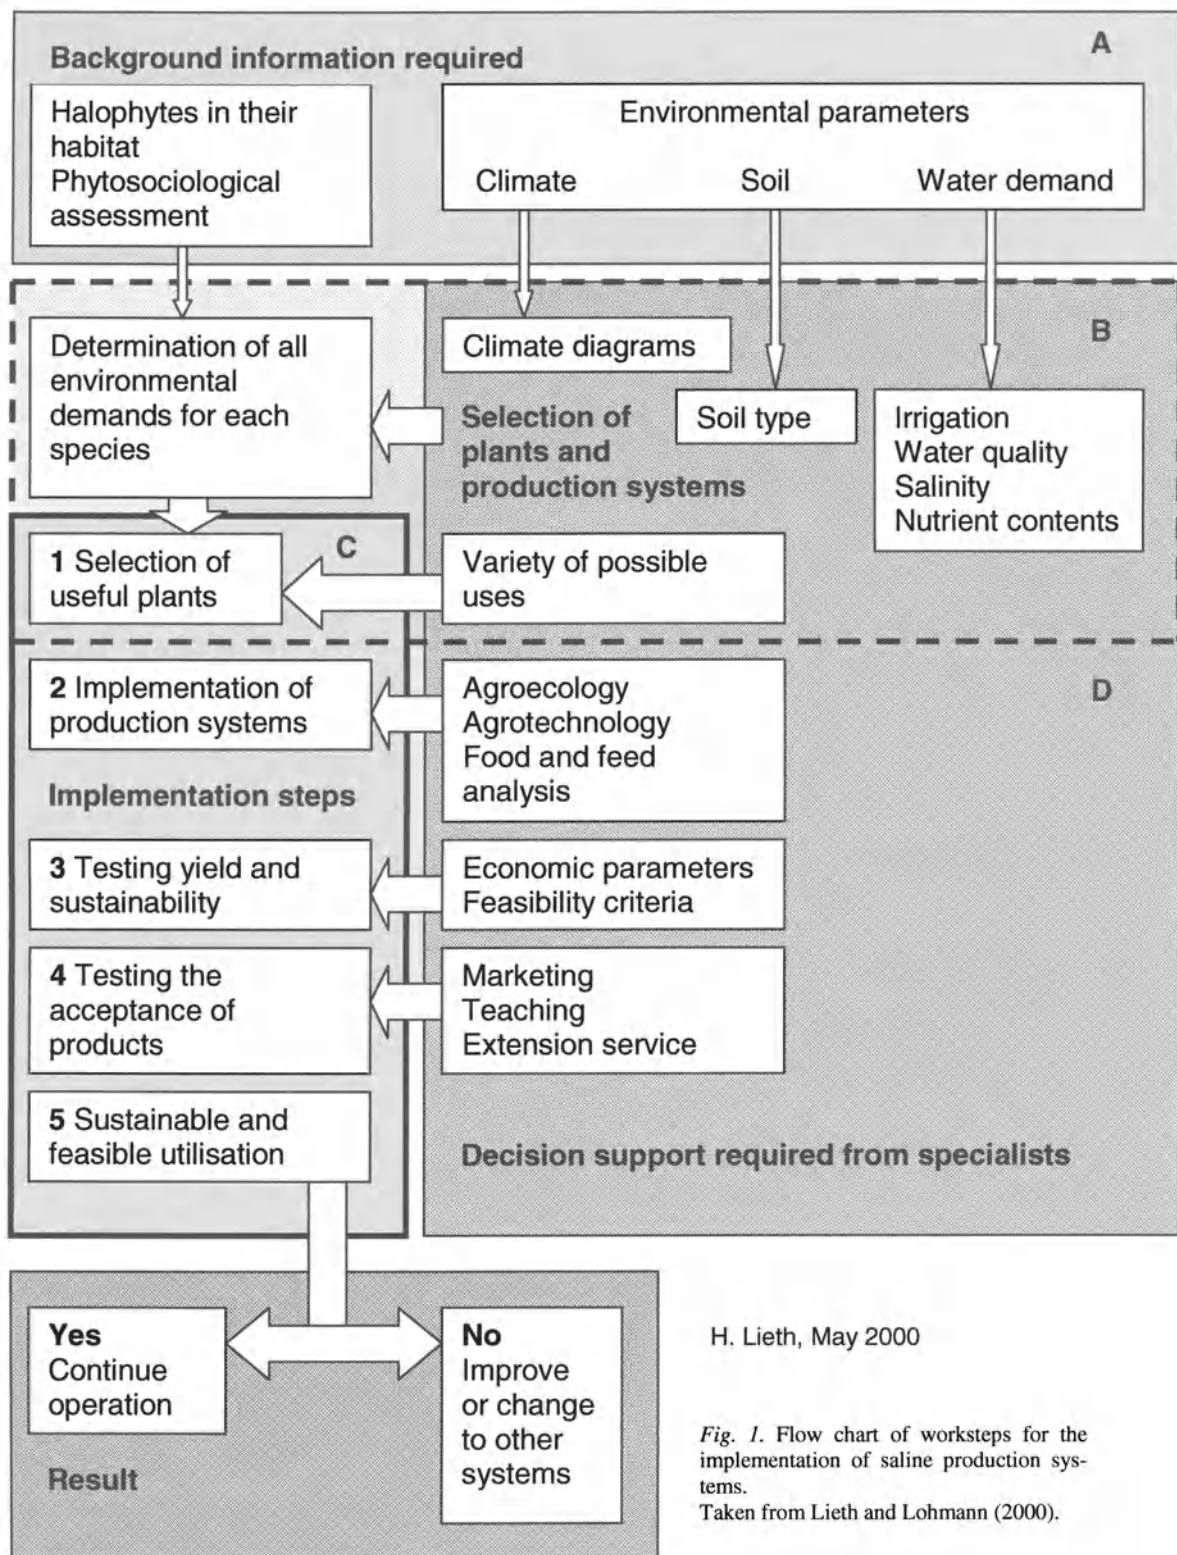 A
Background information required
Halophytes in their
habitat
Phytosociological
assessment
Environmental parameters
Climate Soil Water demand
B
Determination of all
environmental
demands for each
species
Climate diagrams
Selection of
plants and
production systems
Soil type
Irrigation
Water quality
Salinity
Nutrient contents
C
1 Selection of
useful plants
Variety of possible
uses
D
2 Implementation of
production systems
Agroecology
Agrotechnology
Food and feed
analysis
Implementation steps
3 Testing yield and
sustainability
Economic parameters
Feasibility criteria
4 Testing the
acceptance of
products
Marketing
Teaching
Extension service
5 Sustainable and
feasible utilisation
Decision support required from specialists
Yes
Continue
operation
No
Improve
or change
to other
systems
Result
H. Lieth, May 2000
Fig. 1. Flow chart of worksteps for the
implementation of saline production sys-
tems.
Taken from Lieth and Lohmann (2000).